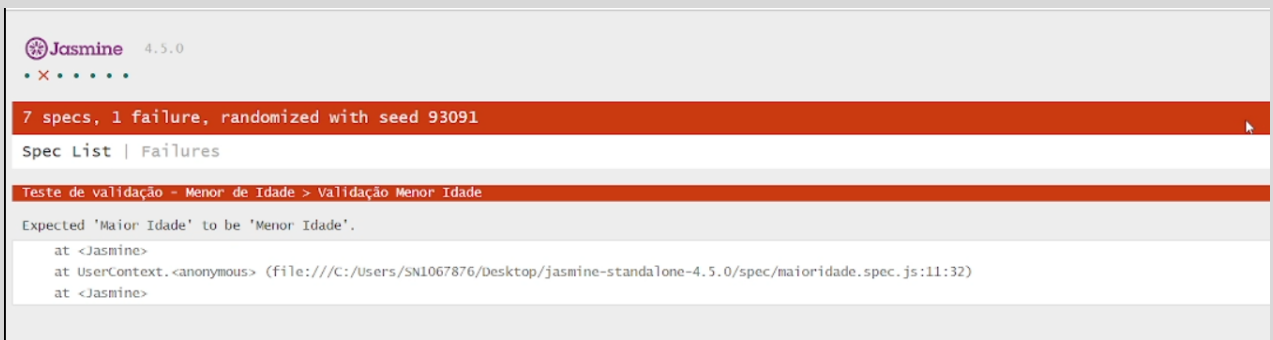 Jasmine 4.5.0
• × • • • • •
7 specs, 1 failure, randomized with seed 93091
Spec List | Failures
Teste de validação - Menor de Idade > Validação Menor Idade
Expected 'Maior Idade' to be 'Menor Idade'.
at <Jasmine>
at UserContext.<anonymous> (file:///C:/Users/SN1067876/Desktop/jasmine-standalone-4.5.0/spec/maioridade.spec.js:11:32)
at <Jasmine>